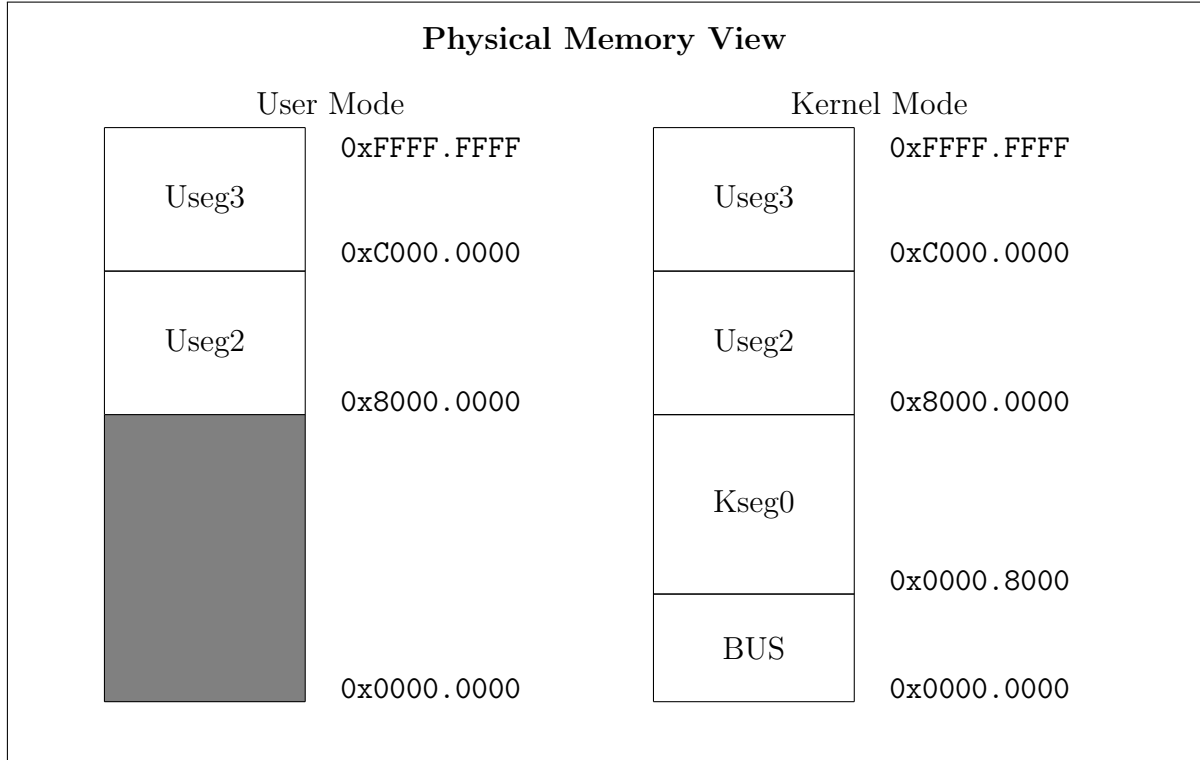 Physical Memory View
User Mode
0xFFFF.FFFF
Useg3
0xC000.0000
Useg2
0x8000.0000
0x0000.0000
Kernel Mode
0xFFFF.FFFF
Useg3
0xC000.0000
Useg2
0x8000.0000
Kseg0
0x0000.8000
BUS
0x0000.0000